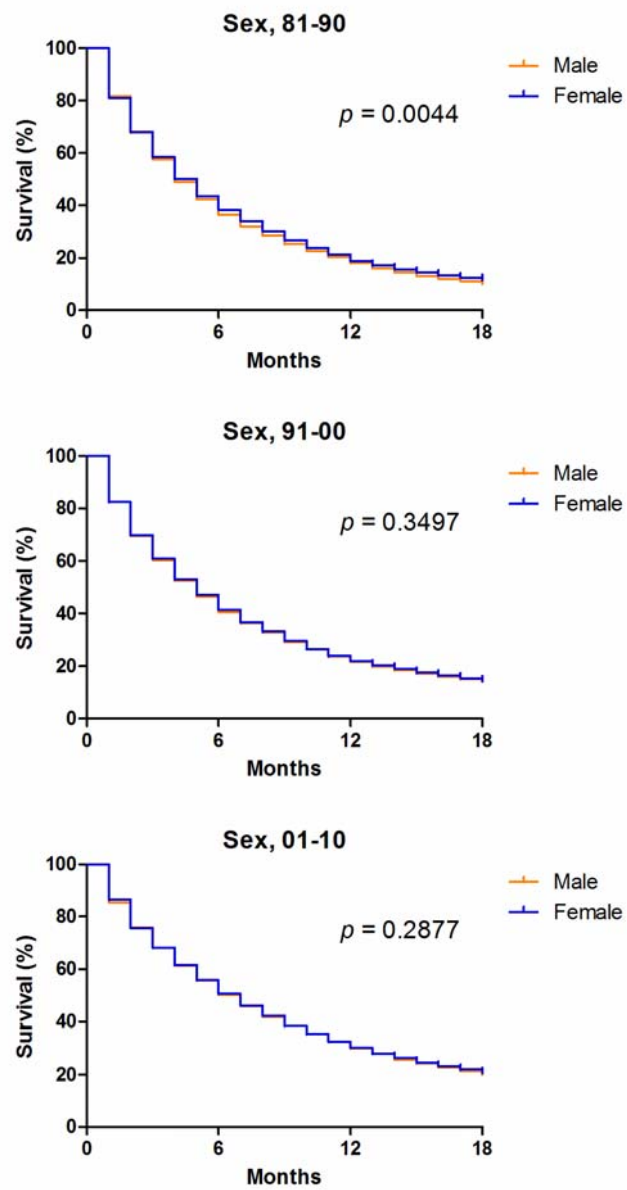 Sex, 81-90
100
80
60
40
20
0
Survival (%)
p = 0.0044
Male
Female
0 6 12 18
Months
Sex, 91-00
100
80
60
40
20
0
Survival (%)
p = 0.3497
Male
Female
0 6 12 18
Months
Sex, 01-10
100
80
60
40
20
0
Survival (%)
p = 0.2877
Male
Female
0 6 12 18
Months